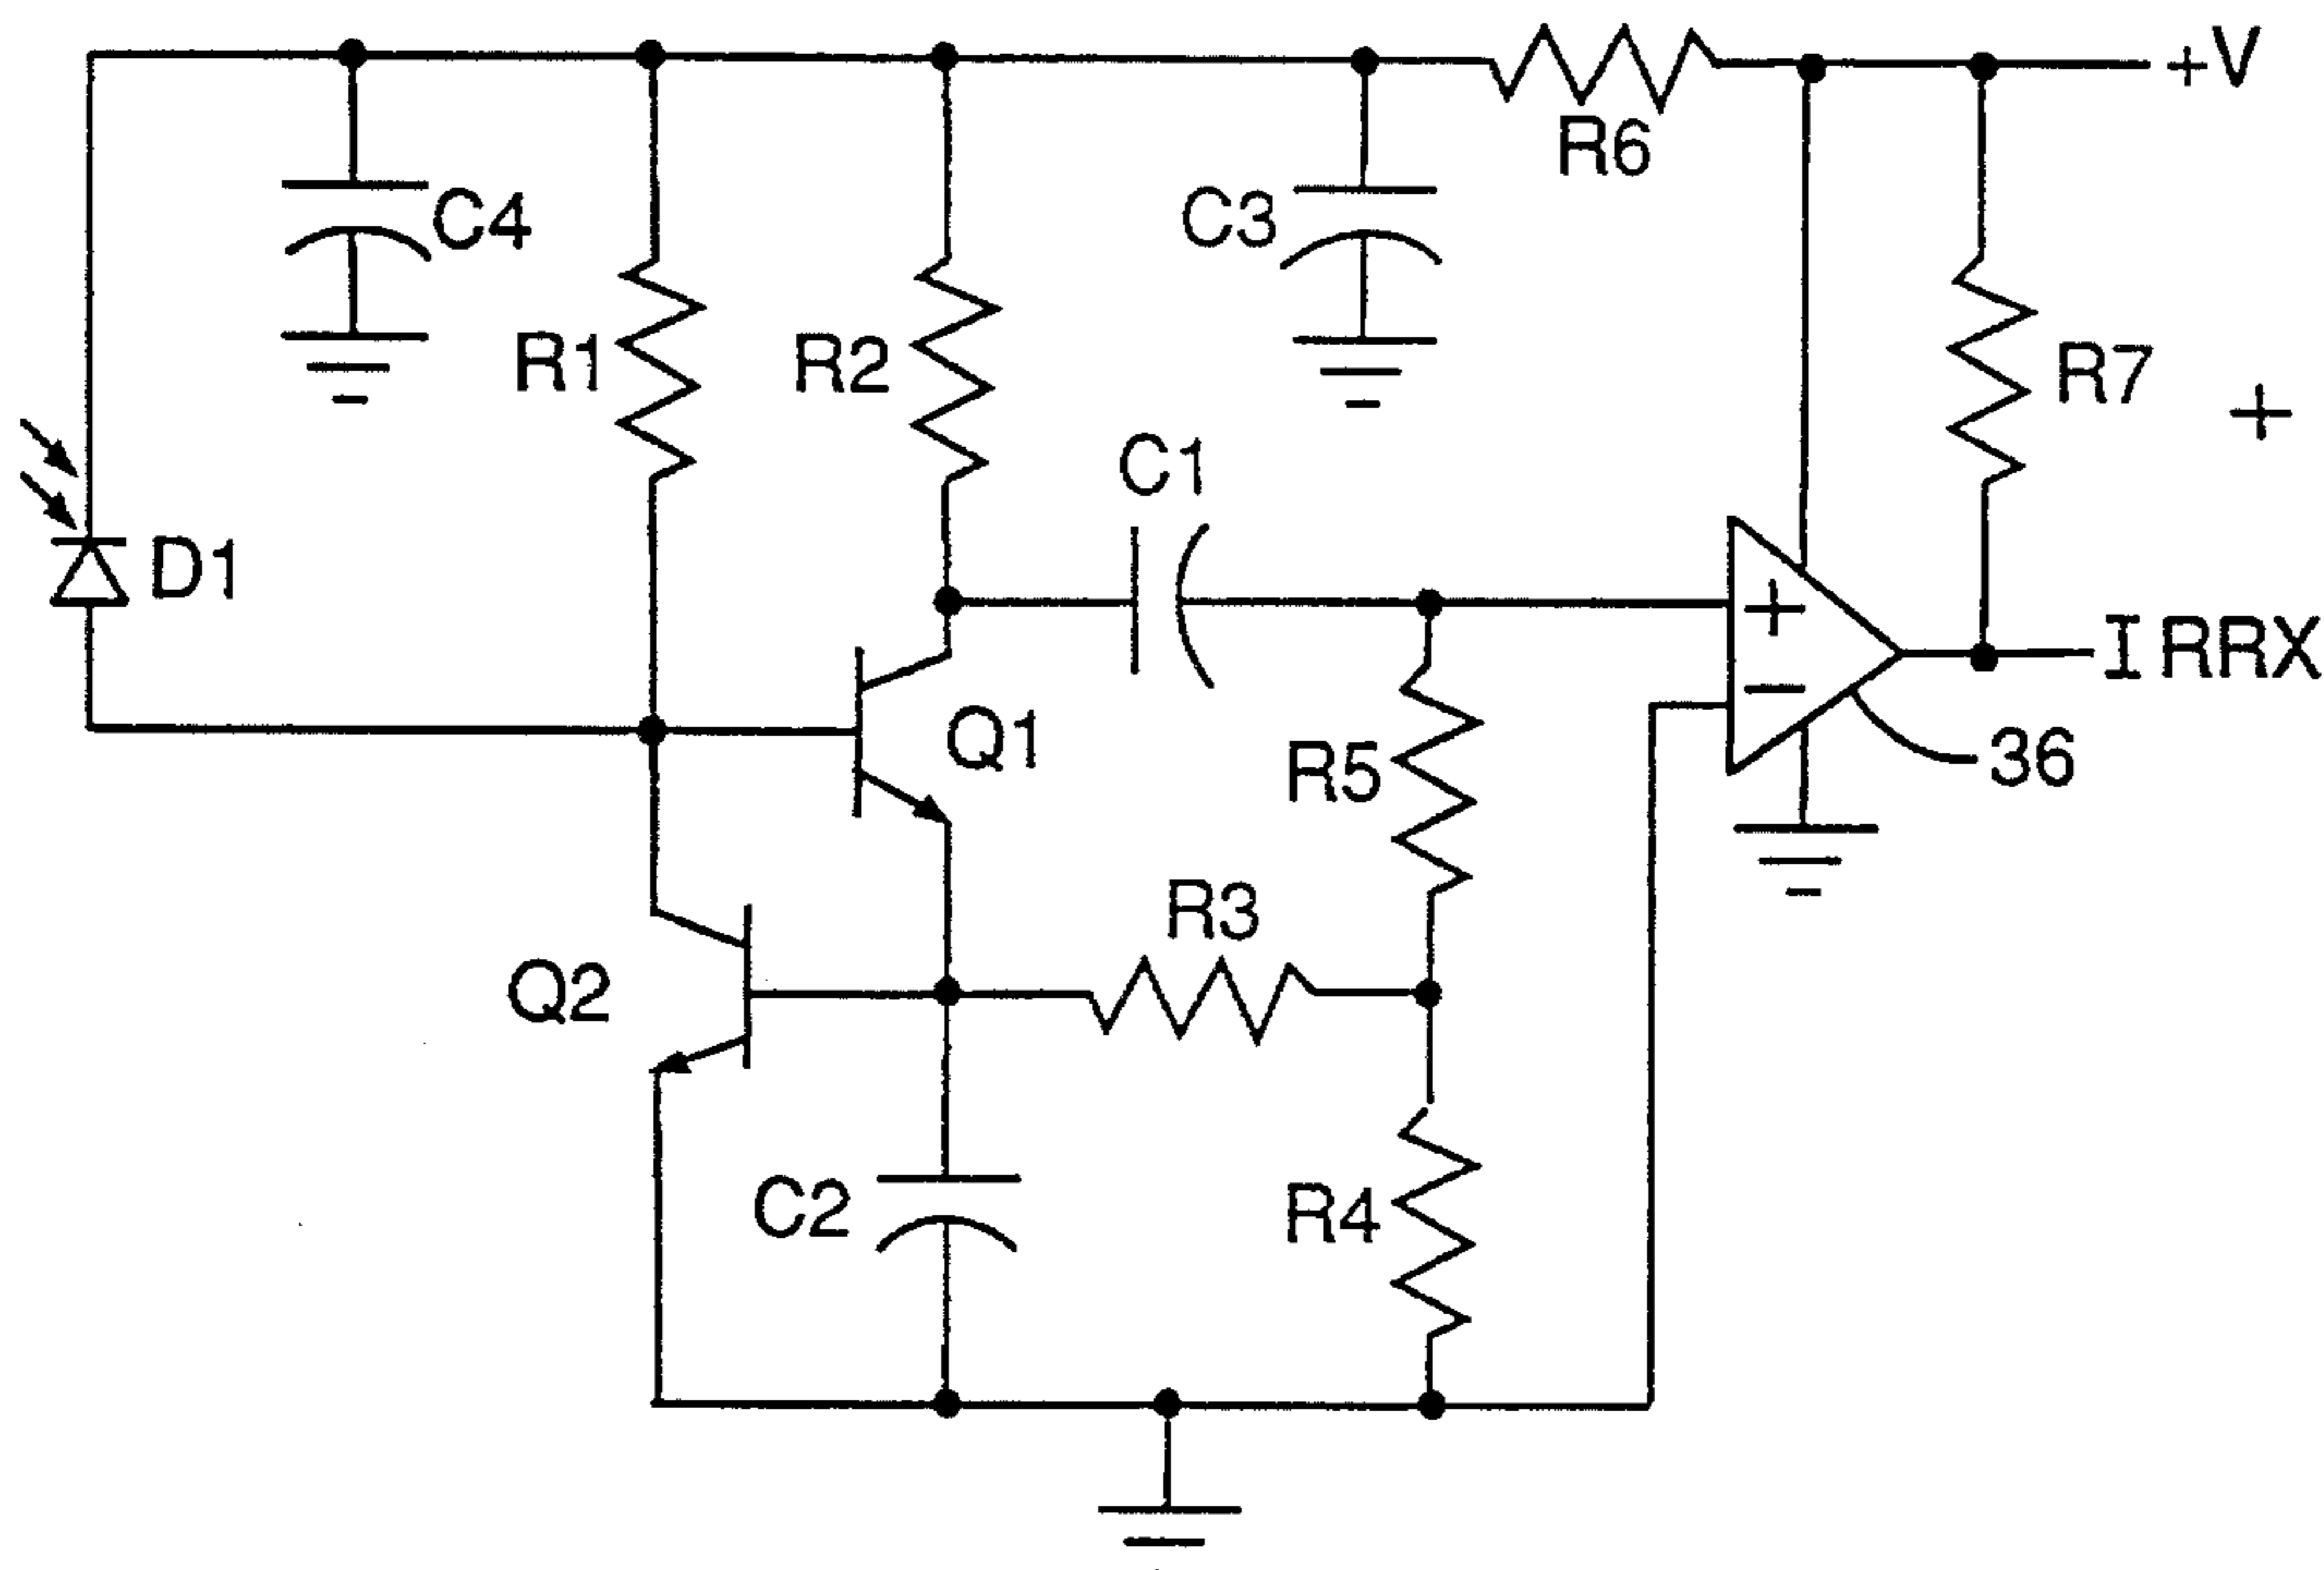 +V
R6
C4
C3
R1
R2
R7
+
C1
D1
+
IRRX
−
Q1
R5
36
R3
Q2
C2
R4